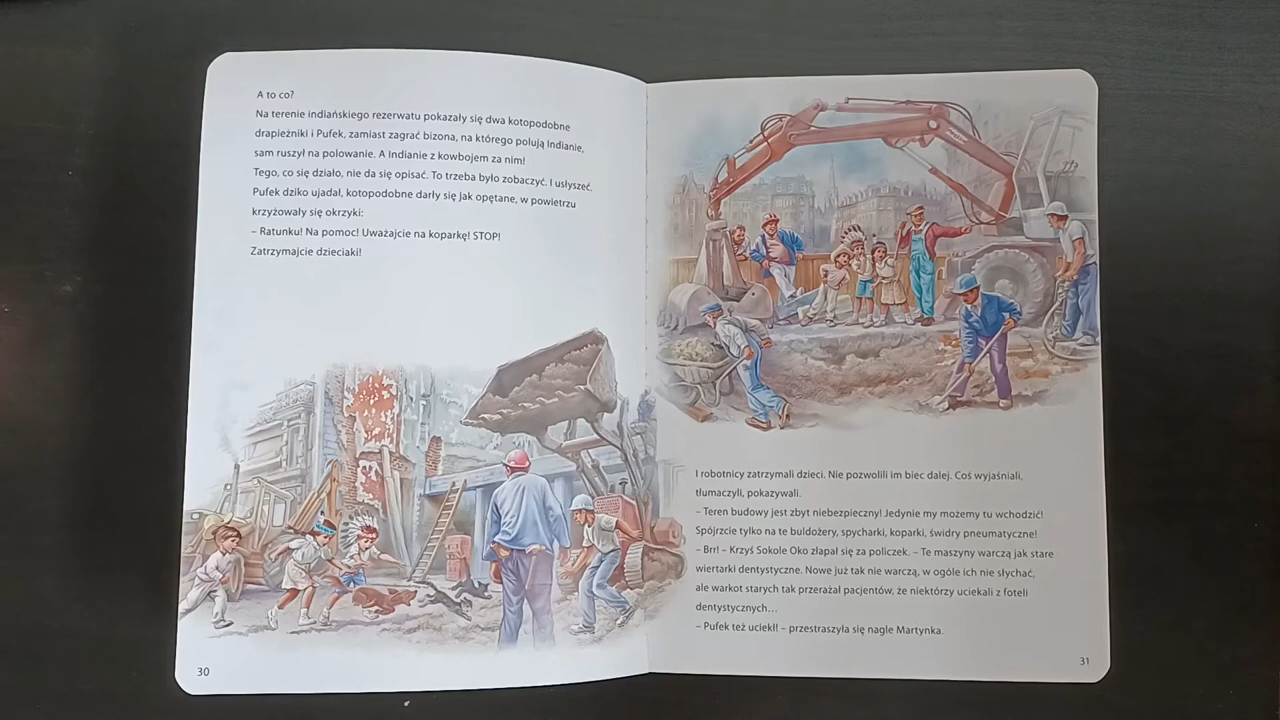 A to co?
Na terenie indiańskiego rezerwatu pokazały się dwa kotopodobne
drapieżniki i Pufek, zamiast zagrać bizona, na którego polują Indianie,
sam ruszył na polowanie. A Indianie z kowbojem za nim!
Tego, co się działo, nie da się opisać. To trzeba było zobaczyć. I usłyszeć.
Pufek dziko ujadał, kotopodobne darły się jak opętane, w powietrzu
krzyżowały się okrzyki:
– Ratunku! Na pomoc! Uważajcie na koparkę! STOP!
Zatrzymajcie dzieciaki!
30
I robotnicy zatrzymali dzieci. Nie pozwolili im biec dalej. Coś wyjaśniali,
tłumaczyli, pokazywali.
– Teren budowy jest zbyt niebezpieczny! Jedynie my możemy tu wchodzić!
Spójrzcie tylko na te buldożery, spycharki, koparki, świdry pneumatyczne!
– Brr! – Krzyś Sokole Oko złapał się za policzek. – Te maszyny warczą jak stare
wiertarki dentystyczne. Nowe już tak nie warczą, w ogóle ich nie słychać,
ale warkot starych tak przerażał pacjentów, że niektórzy uciekali z foteli
dentystycznych...
– Pufek też uciekł! – przestraszyła się nagle Martynka.
31